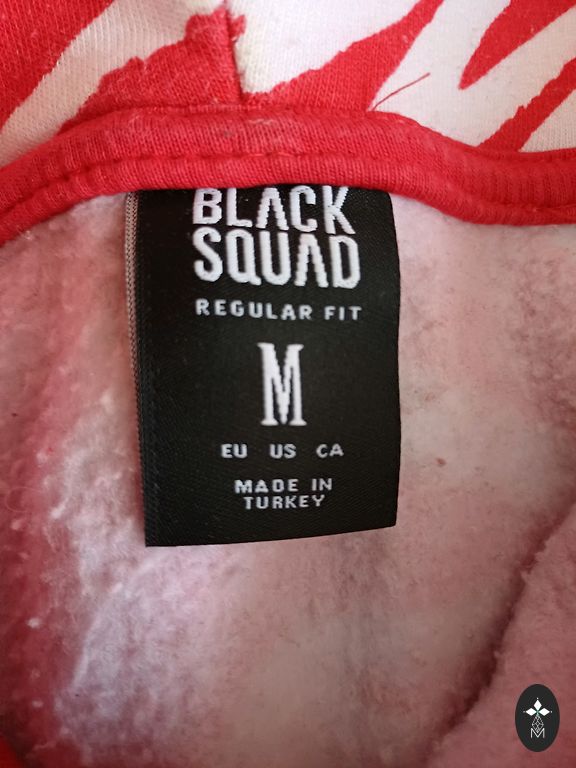 BLACK
SQUAD
REGULAR FIT
M
EU US CA
MADE IN
TURKEY
M